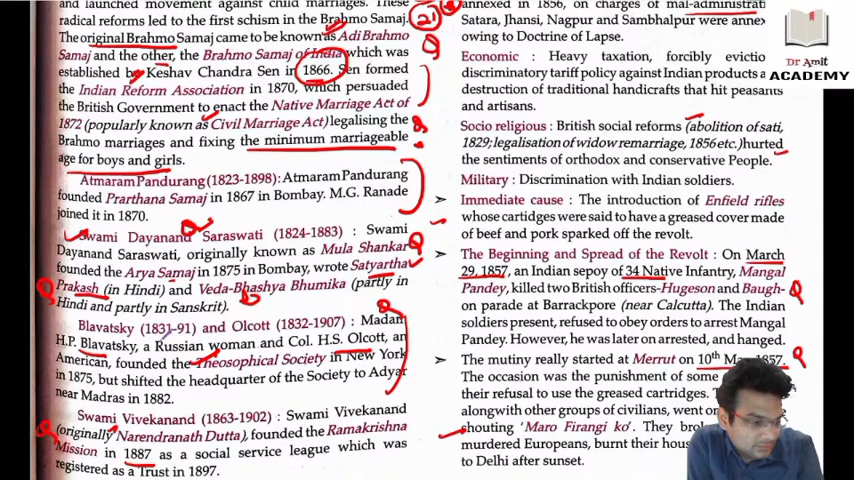 and launched movement against child marriages. These
radical reforms led to the first schism in the Brahmo Samaj.
The original Brahmo Samaj came to be known as Adi Brahmo
Samaj and the other, the Brahmo Samaj of India which was
established by Keshav Chandra Sen in 1866. Sen formed
the Indian Reform Association in 1870, which persuaded
the British Government to enact the Native Marriage Act of
1872 (popularly known as Civil Marriage Act) legalising the
Brahmo marriages and fixing the minimum marriageable
age for boys and girls.
Atmaram Pandurang (1823-1898) : Atmaram Pandurang
founded Prarthana Samaj in 1867 in Bombay. M.G. Ranade
joined it in 1870.
Swami Dayanand Saraswati (1824-1883) : Swami
Dayanand Saraswati, originally known as Mula Shankar
founded the Arya Samaj in 1875 in Bombay, wrote Satyartha
Prakash (in Hindi) and Veda-Bhashya Bhumika (partly in
Hindi and partly in Sanskrit).
Blavatsky (1831-91) and Olcott (1832-1907) : Madam
H.P. Blavatsky, a Russian woman and Col. H.S. Olcott, an
American, founded the Theosophical Society in New York
in 1875, but shifted the headquarter of the Society to Adyar
near Madras in 1882.
Swami Vivekanand (1863-1902) : Swami Vivekanand
(originally Narendranath Dutta), founded the Ramakrishna
Mission in 1887 as a social service league which was
registered as a Trust in 1897.
21
annexed in 1856, on charges of mal-administrati
Satara, Jhansi, Nagpur and Sambhalpur were annex
owing to Doctrine of Lapse.
Economic : Heavy taxation, forcibly evictio
discriminatory tariff policy against Indian products a
destruction of traditional handicrafts that hit peasants
and artisans.
Socio religious : British social reforms (abolition of sati,
1829; legalisation of widow remarriage, 1856 etc.) hurted
the sentiments of orthodox and conservative People.
Military : Discrimination with Indian soldiers.
➤ Immediate cause : The introduction of Enfield rifles
whose cartidges were said to have a greased cover made
of beef and pork sparked off the revolt.
➤ The Beginning and Spread of the Revolt : On March
29, 1857, an Indian sepoy of 34 Native Infantry, Mangal
Pandey, killed two British officers-Hugeson and Baugh-
on parade at Barrackpore (near Calcutta). The Indian
soldiers present, refused to obey orders to arrest Mangal
Pandey. However, he was later on arrested, and hanged.
➤ The mutiny really started at Merrut on 10th Ma 1857.
The occasion was the punishment of some
their refusal to use the greased cartridges.
alongwith other groups of civilians, went on
shouting 'Maro Firangi ko'. They bro
murdered Europeans, burnt their hous
to Delhi after sunset.
Dr Amit
ACADEMY